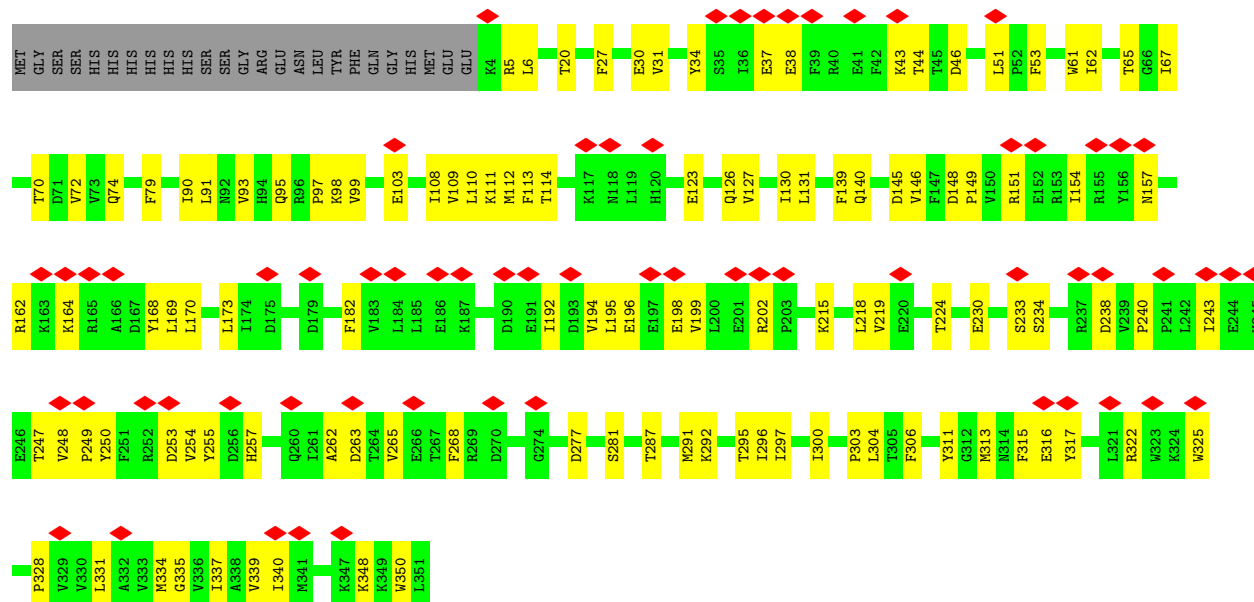 MET GLY SER SER HIS HIS HIS HIS HIS HIS SER SER GLY ARG GLU ASN LEU TYR PHE GLN GLY HIS MET GLU GLU K4 R5 L6 T20 F27 E30 V31 Y34 S35 I36 E37 E38 F39 R40 E41 F42 K43 T44 T45 D46 L51 P52 F53 W61 I62 T65 G66 I67
T70 D71 V72 V73 Q74 F79 I90 L91 N92 V93 H94 Q95 R96 P97 K98 V99 E103 I108 V109 L110 K111 M112 F113 T114 K117 N118 L119 H120 E123 Q126 V127 I130 L131 F139 Q140 D145 V146 F147 D148 P149 V150 R151 E152 R153 I154 R155 Y156 N157
R162 K163 K164 R165 A166 D167 Y168 L169 L170 L173 I174 D175 D179 F182 V183 L184 L185 E186 K187 D190 E191 I192 D193 V194 L195 E196 E197 E198 V199 L200 E201 R202 P203 K215 L218 V219 E220 T224 E230 S233 S234 R237 D238 V239 P240 P241 L242 I243 E244
E246 T247 V248 P249 Y250 F251 R252 D253 V254 Y255 D256 H257 Q260 I261 A262 D263 T264 V265 E266 T267 F268 R269 D270 G274 D277 S281 T287 M291 K292 T295 I296 I297 I300 P303 L304 T305 F306 Y311 G312 M313 N314 F315 E316 Y317 L321 R322 W323 K324 W325
P328 V329 V330 L331 A332 V333 M334 G335 V336 I337 A338 V339 I340 M341 K347 K348 K349 W350 L351